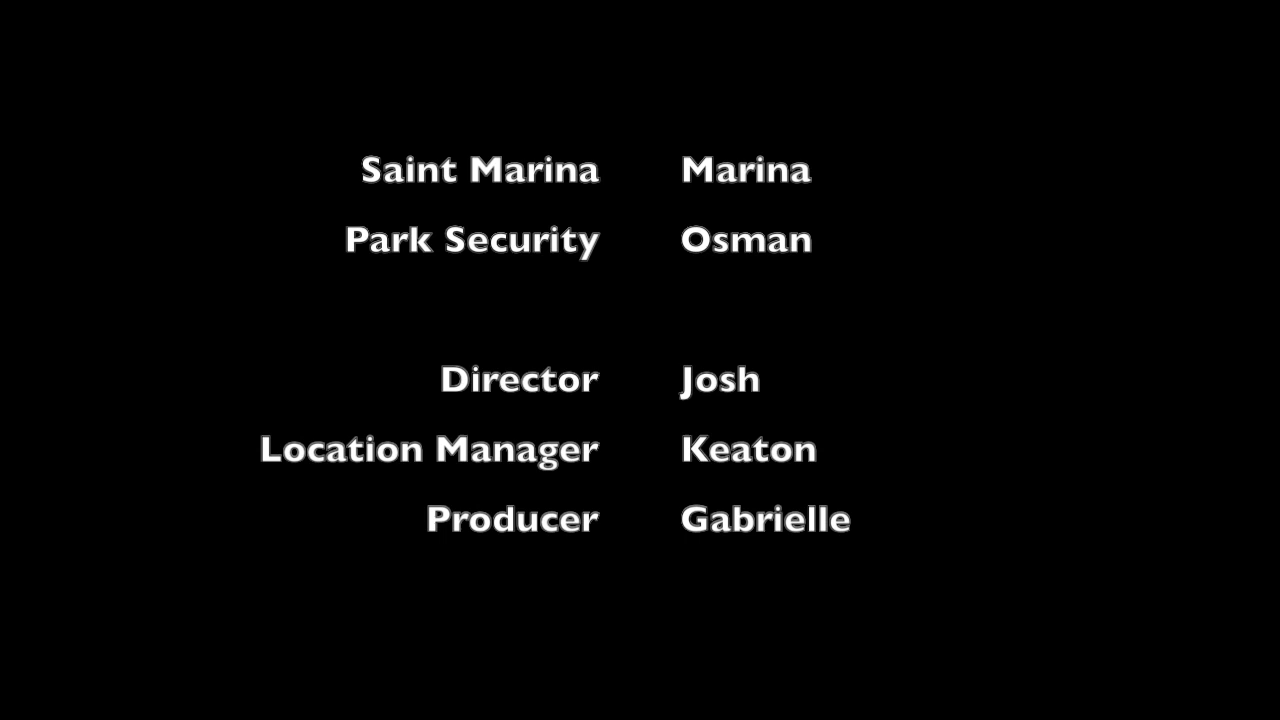 Saint Marina Marina
Park Security Osman
Director Josh
Location Manager Keaton
Producer Gabrielle